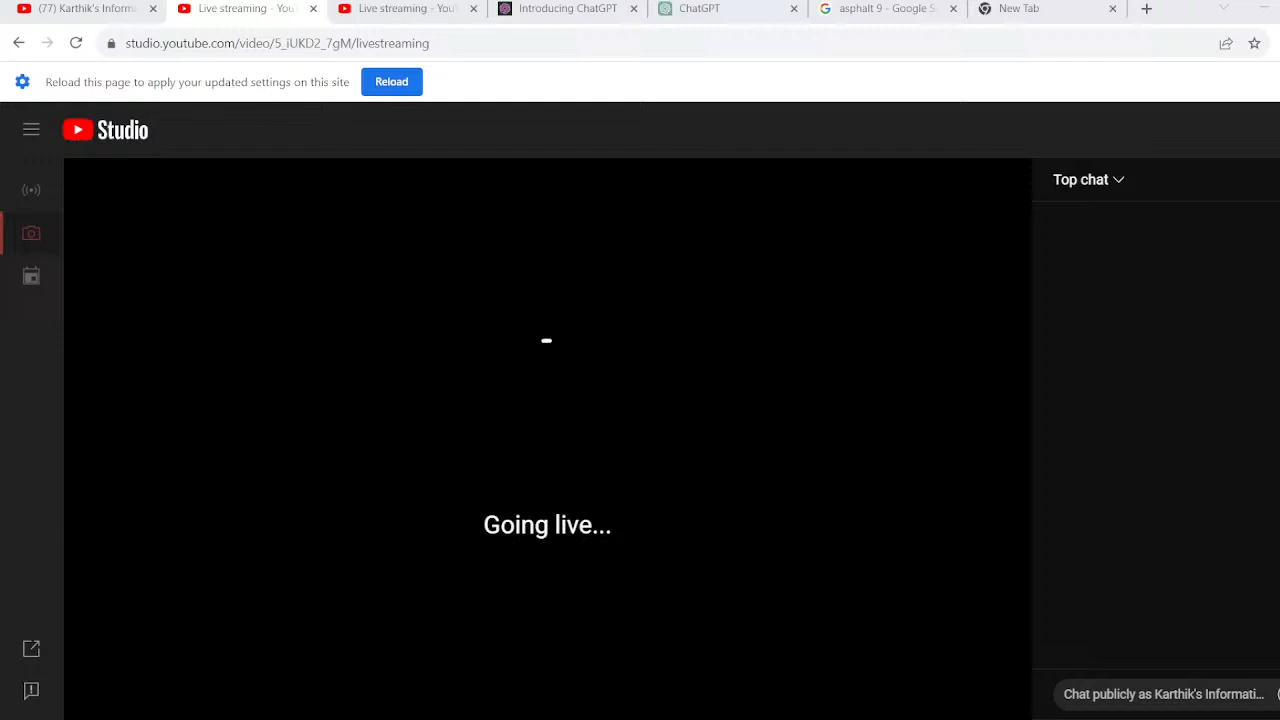 (77) Karthik's Inform
Live streaming - You
Live streaming - You
Introducing ChatGPT
ChatGPT
asphalt 9 - Google S
New Tab
studio.youtube.com/video/5_iUKD2_7gM/livestreaming
Reload this page to apply your updated settings on this site
Reload
Studio
Top chat
Going live...
Chat publicly as Karthik's Informati...